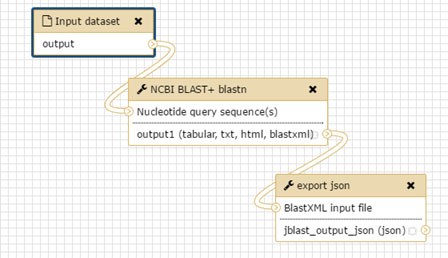 Input dataset
output
NCBI BLAST+ blastn
Nucleotide query sequence(s)
output1 (tabular, txt, html, blastxml)
export json
BlastXML input file
jblast_output_json (json)